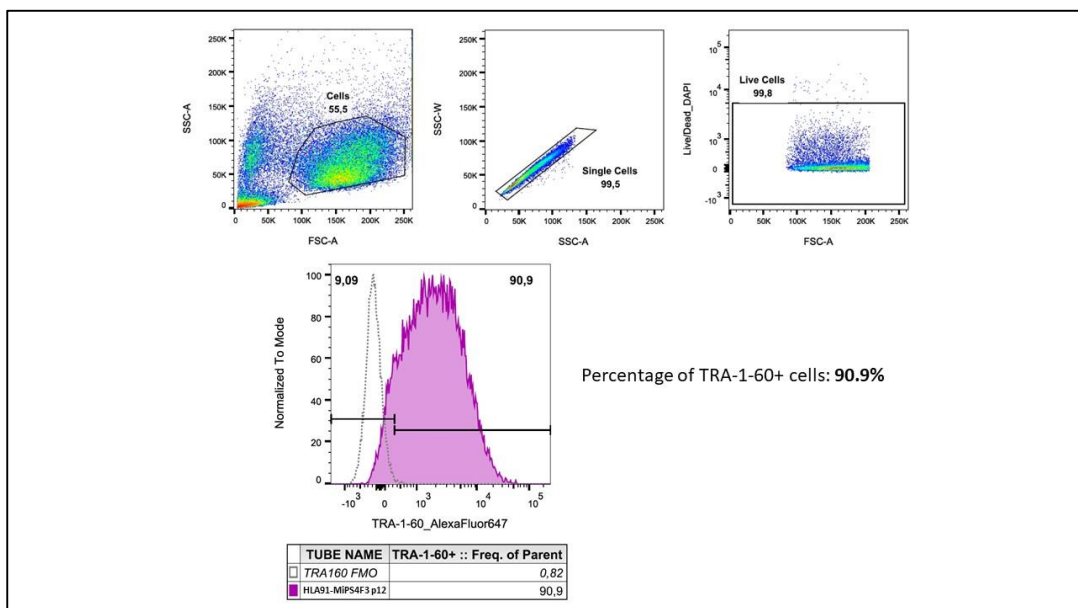 250K
200K
150K
100K
50K
0
SSC-A
Cells
55,5
0 50K 100K 150K 200K 250K
FSC-A
250K
200K
150K
100K
50K
0
SSC-W
Single Cells
99,5
0 50K 100K 150K 200K 250K
SSC-A
10^5
10^4
10^3
0
-10^3
Live/Dead_DAPI
Live Cells
99,8
0 50K 100K 150K 200K 250K
FSC-A
100
80
60
40
20
0
Normalized To Mode
9,09 90,9
-10^3 0 10^3 10^4 10^5
TRA-1-60_AlexaFluor647
Percentage of TRA-1-60+ cells: 90.9%
TUBE NAME TRA-1-60+ :: Freq. of Parent
TRA160 FMO 0,82
HLA91-MiPS4F3 p12 90,9